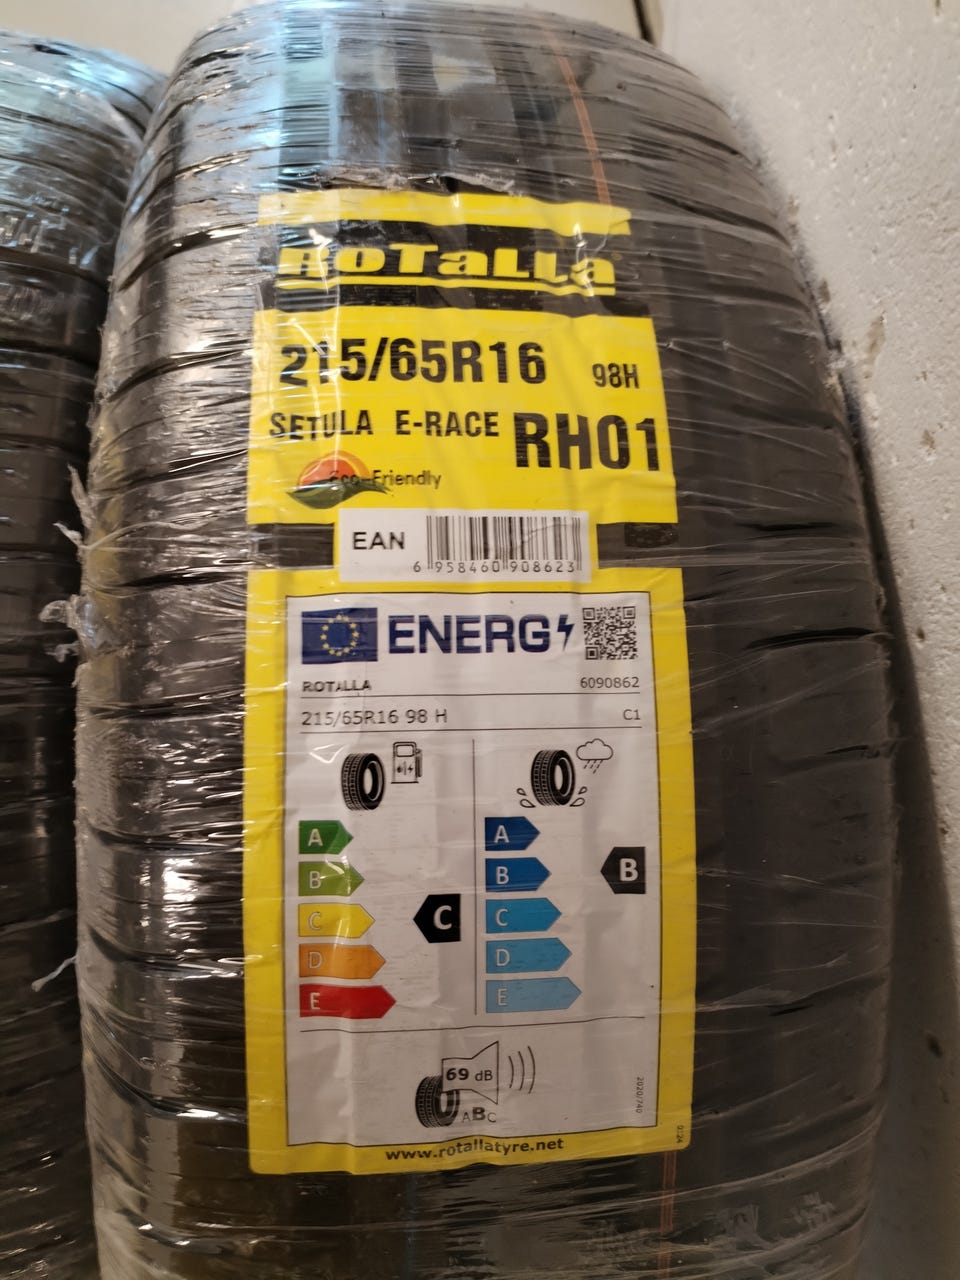 RoTaLLa
215/65R16 98H
SETULA E-RACE RH01
Eco-Friendly
EAN
6 958460 908623
ENERG
ROTALLA 6090862
215/65R16 98 H C1
A A
B B B
C C C
D D
E E
69 dB
ABC
2020/740
www.rotallatyre.net